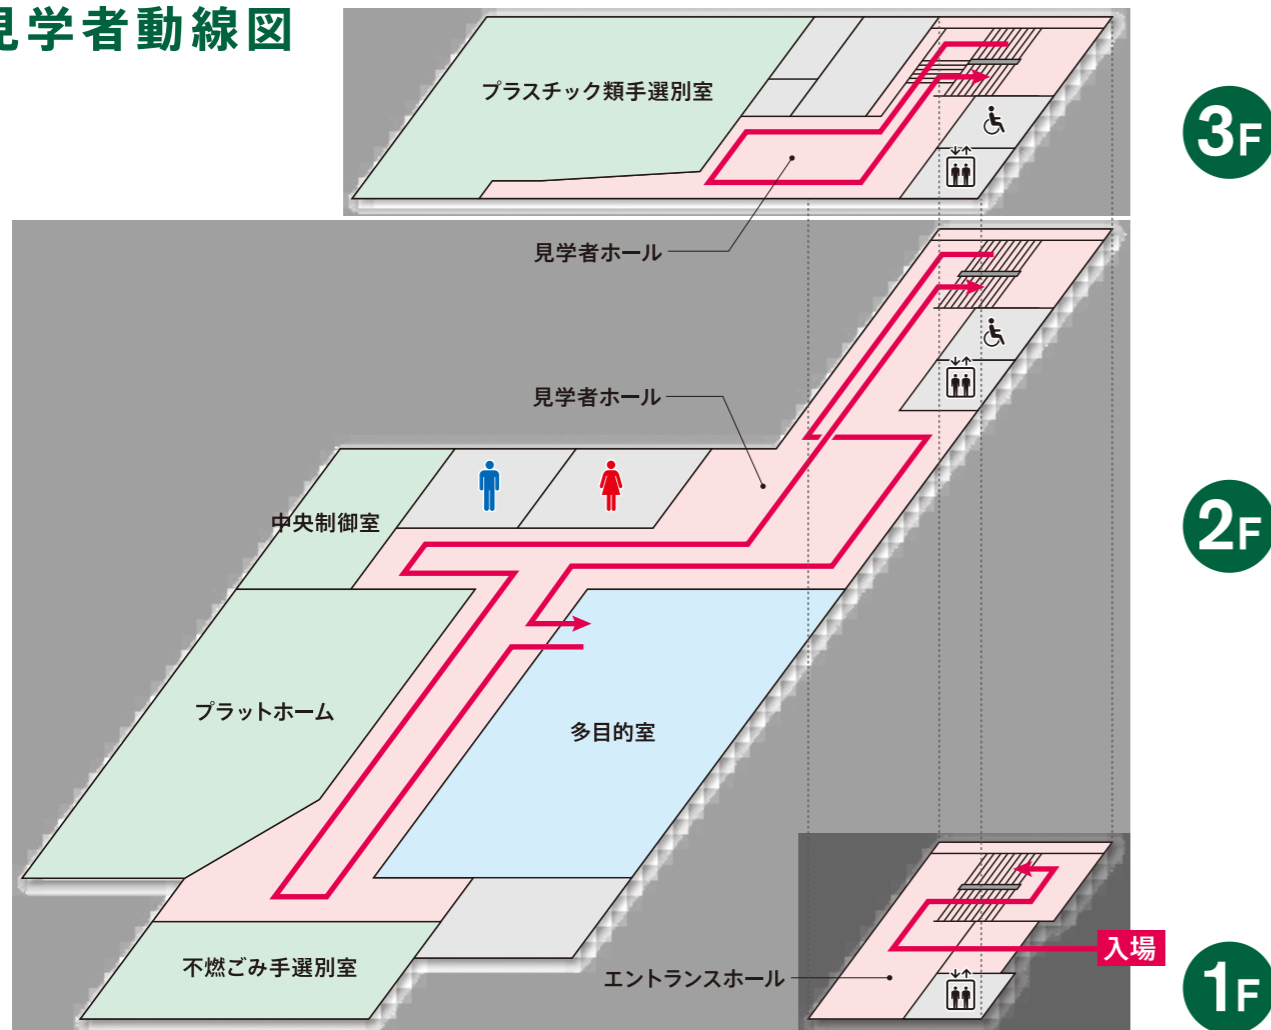 見学者動線図
プラスチック類手選別室
3F
見学者ホール
見学者ホール
中央制御室
2F
プラットホーム
多目的室
入場
不燃ごみ手選別室
エントランスホール
1F